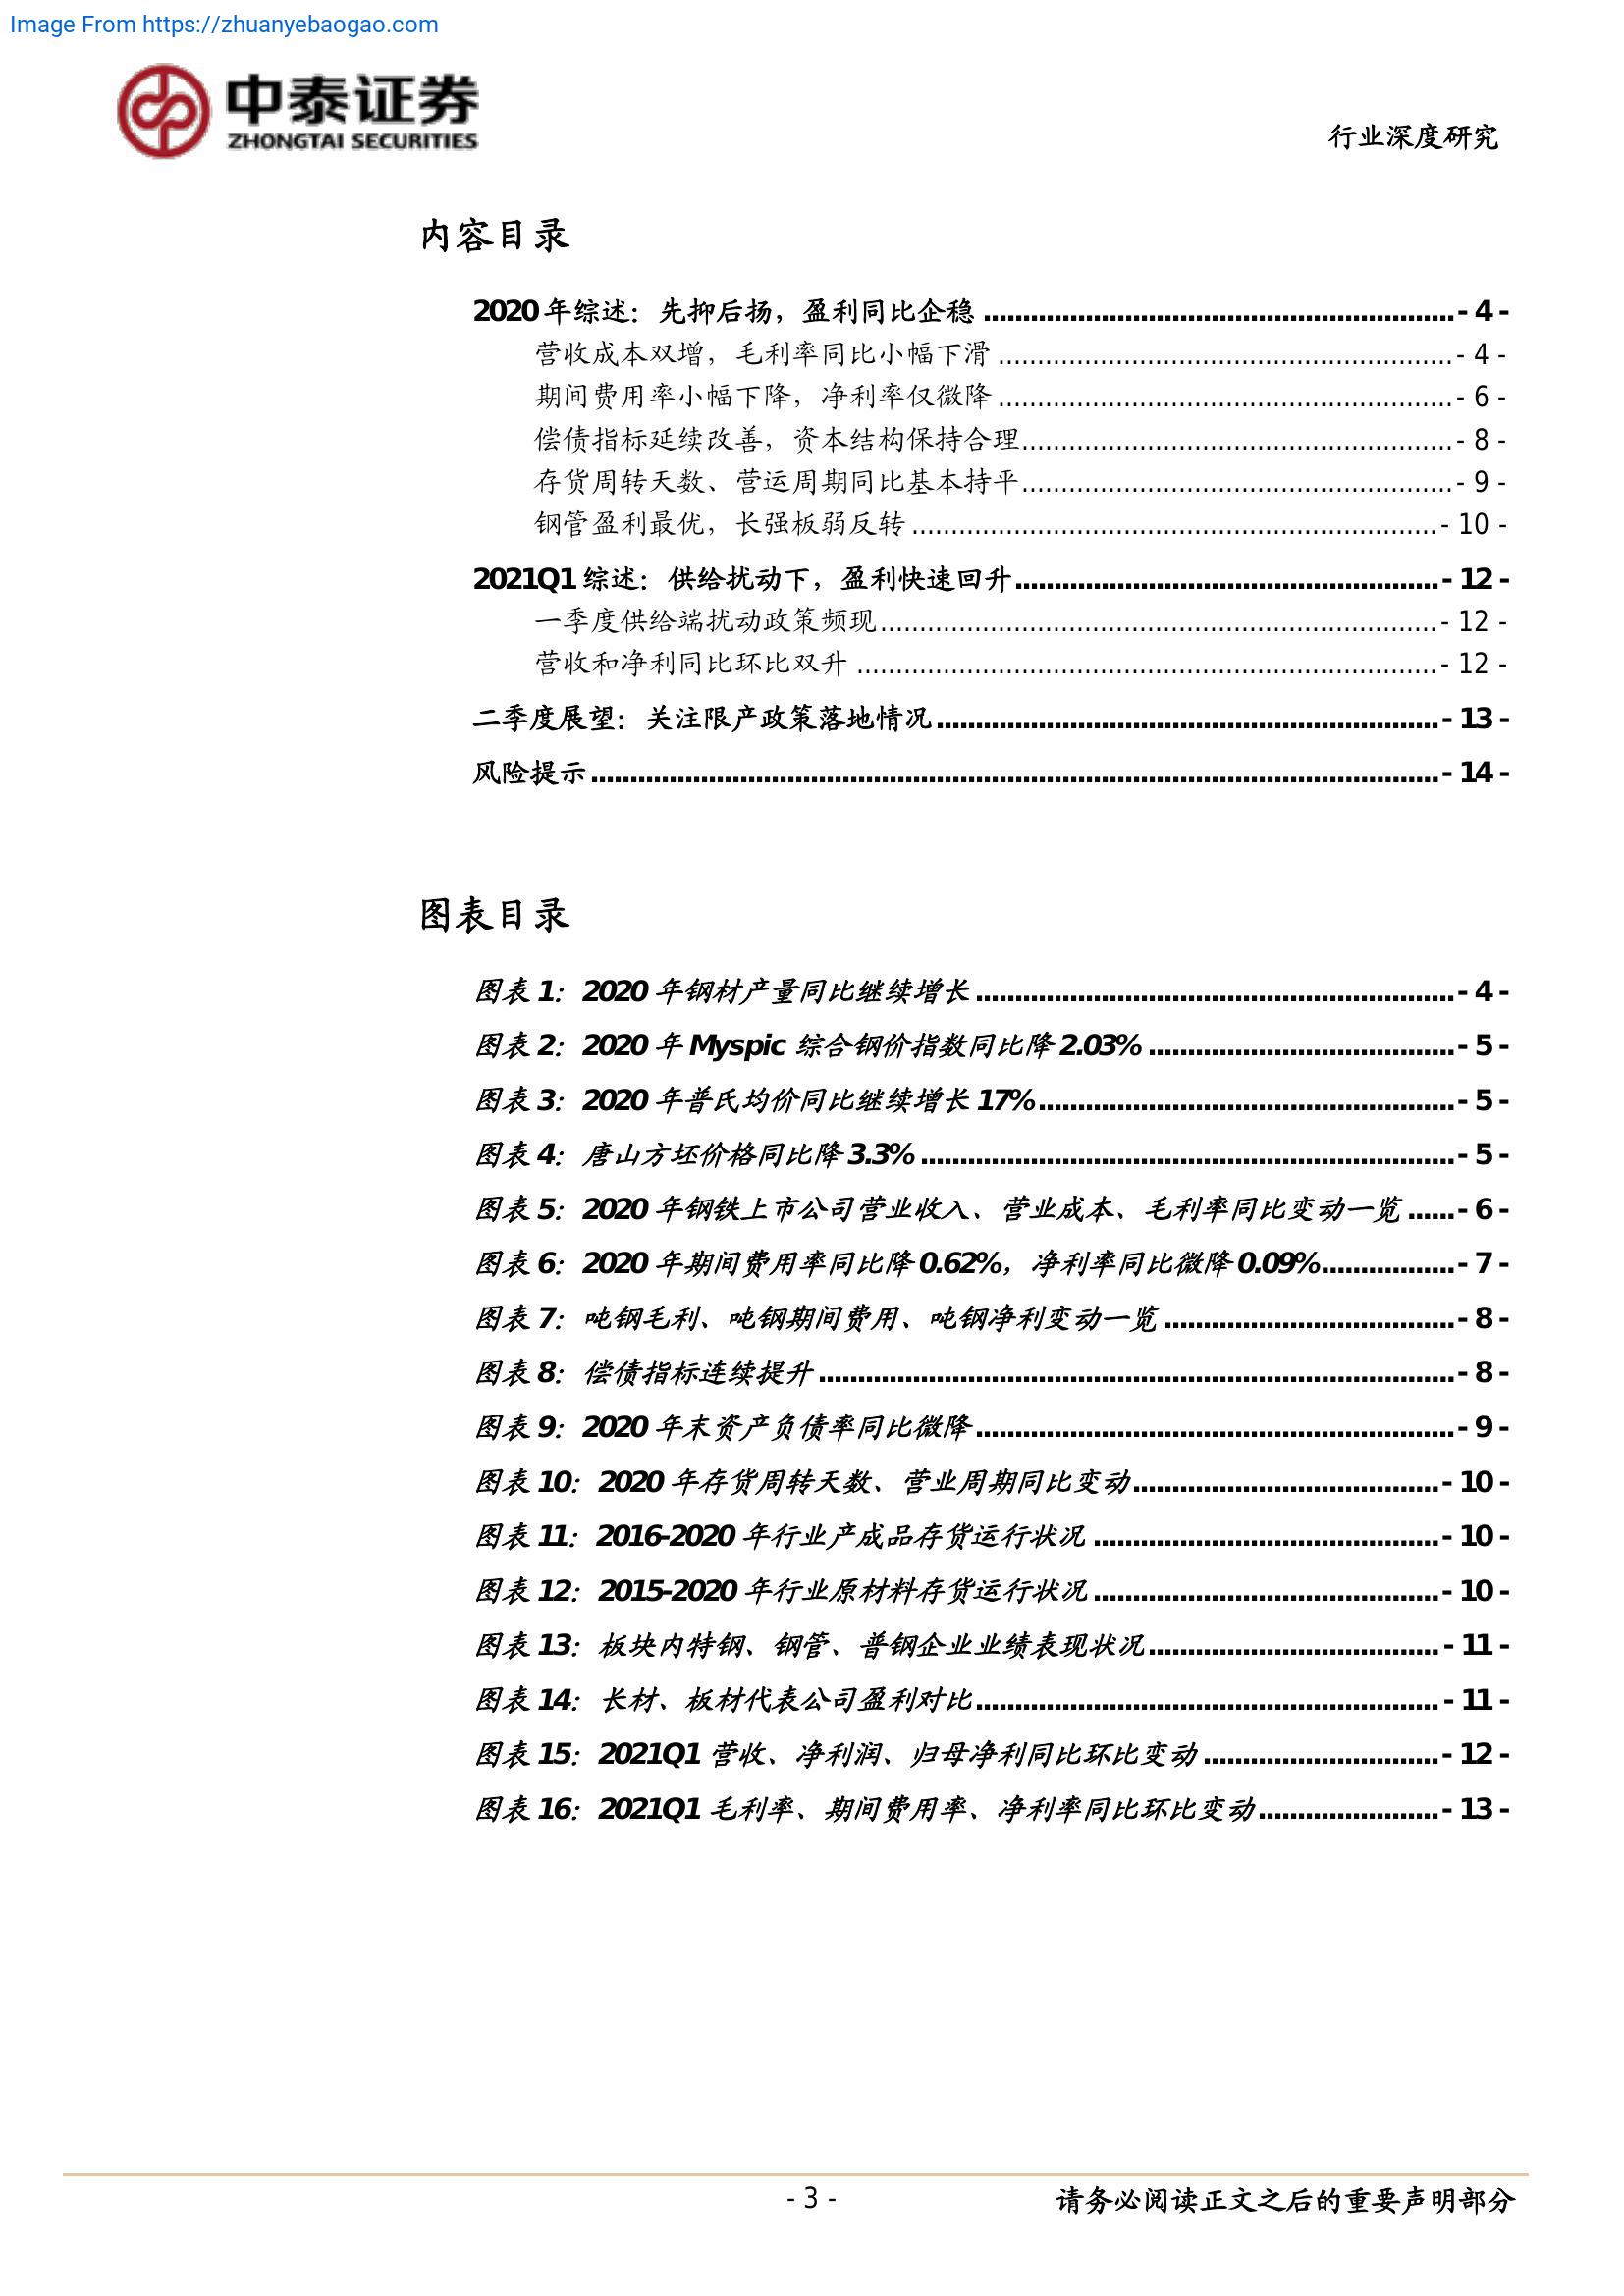 Image From https://zhuanyebaogao.com
中泰证券
ZHONGTAI SECURITIES
行业深度研究
内容目录
2020 年综述：先抑后扬，盈利同比企稳 ............................................................ - 4 -
营收成本双增，毛利率同比小幅下滑 .......................................................... - 4 -
期间费用率小幅下降，净利率仅微降 .......................................................... - 6 -
偿债指标延续改善，资本结构保持合理....................................................... - 8 -
存货周转天数、营运周期同比基本持平....................................................... - 9 -
钢管盈利最优，长强板弱反转 ................................................................... - 10 -
2021Q1 综述：供给扰动下，盈利快速回升...................................................... - 12 -
一季度供给端扰动政策频现....................................................................... - 12 -
营收和净利同比环比双升 .......................................................................... - 12 -
二季度展望：关注限产政策落地情况................................................................ - 13 -
风险提示 ............................................................................................................ - 14 -
图表目录
图表 1：2020 年钢材产量同比继续增长............................................................. - 4 -
图表 2：2020 年 Myspic 综合钢价指数同比降 2.03% ....................................... - 5 -
图表 3：2020 年普氏均价同比继续增长 17%..................................................... - 5 -
图表 4：唐山方坯价格同比降 3.3% .................................................................... - 5 -
图表 5：2020 年钢铁上市公司营业收入、营业成本、毛利率同比变动一览 ...... - 6 -
图表 6：2020 年期间费用率同比降 0.62%，净利率同比微降 0.09%................. - 7 -
图表 7：吨钢毛利、吨钢期间费用、吨钢净利变动一览 ..................................... - 8 -
图表 8：偿债指标连续提升 ................................................................................. - 8 -
图表 9：2020 年末资产负债率同比微降............................................................. - 9 -
图表 10：2020 年存货周转天数、营业周期同比变动....................................... - 10 -
图表 11：2016-2020 年行业产成品存货运行状况 ............................................ - 10 -
图表 12：2015-2020 年行业原材料存货运行状况 ............................................ - 10 -
图表 13：板块内特钢、钢管、普钢企业业绩表现状况..................................... - 11 -
图表 14：长材、板材代表公司盈利对比........................................................... - 11 -
图表 15：2021Q1 营收、净利润、归母净利同比环比变动 .............................. - 12 -
图表 16：2021Q1 毛利率、期间费用率、净利率同比环比变动....................... - 13 -
- 3 -
请务必阅读正文之后的重要声明部分